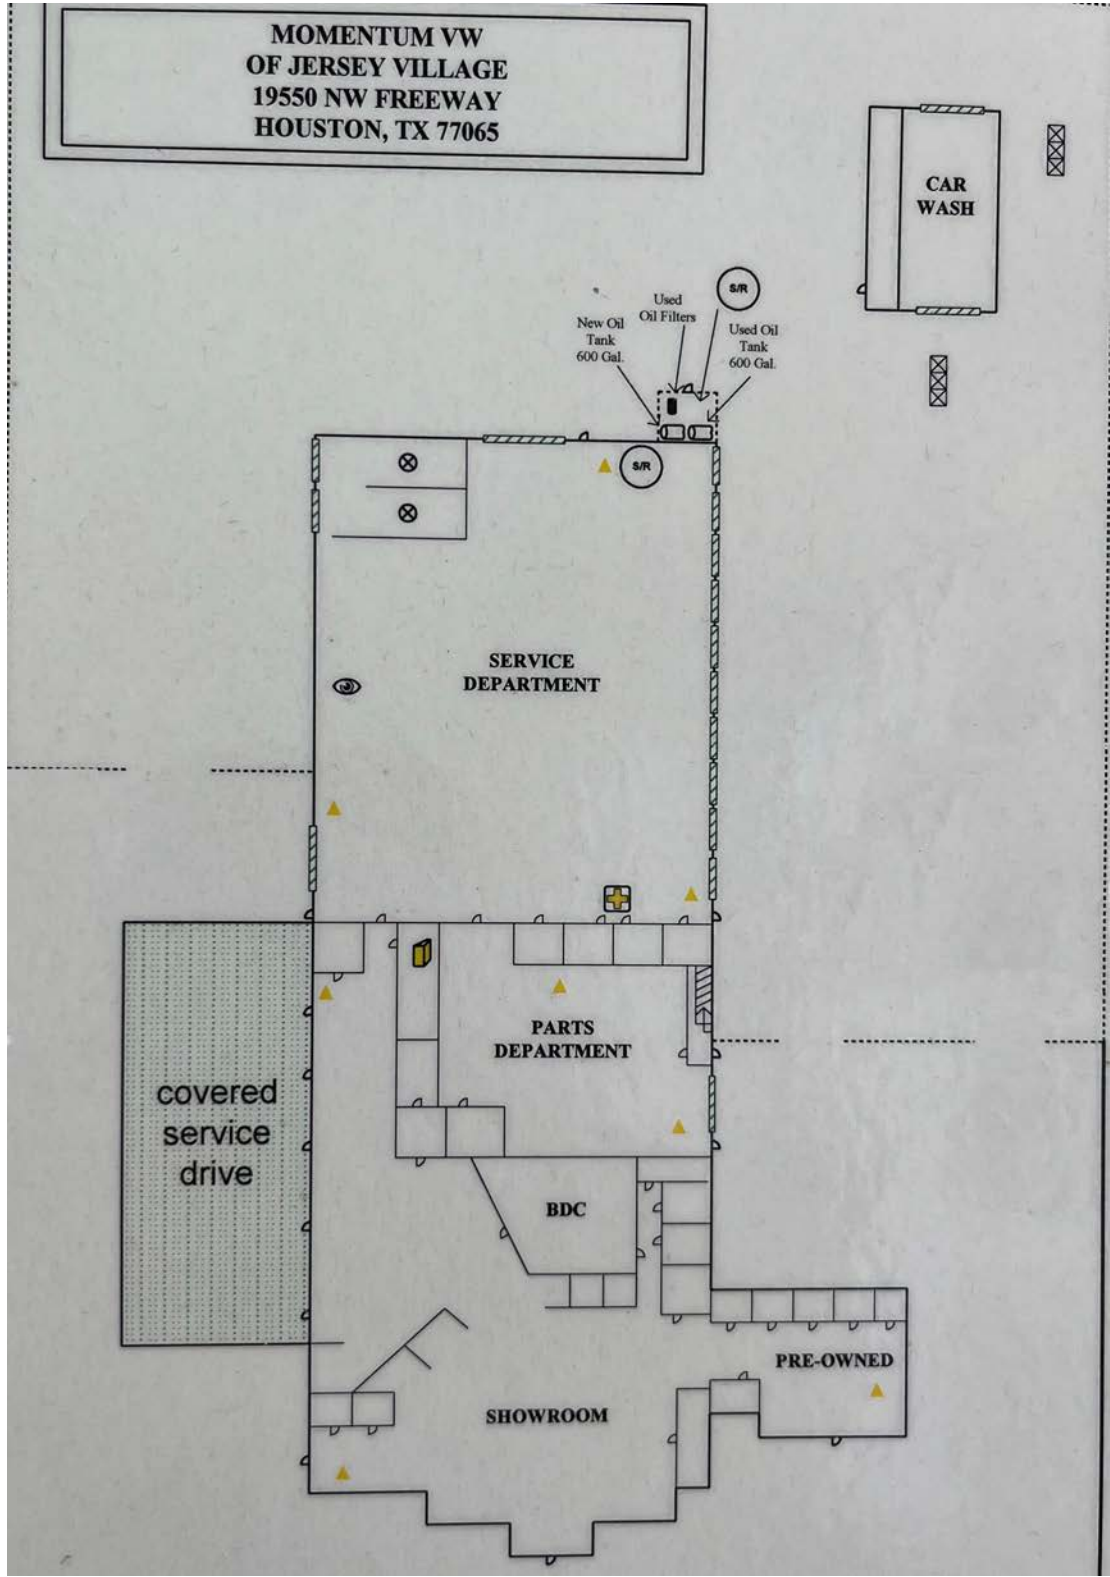 MOMENTUM VW
OF JERSEY VILLAGE
19550 NW FREEWAY
HOUSTON, TX 77065
CAR
WASH
S/R
Used
Oil Filters
New Oil
Tank
600 Gal.
Used Oil
Tank
600 Gal.
S/R
SERVICE
DEPARTMENT
PARTS
DEPARTMENT
covered
service
drive
BDC
PRE-OWNED
SHOWROOM